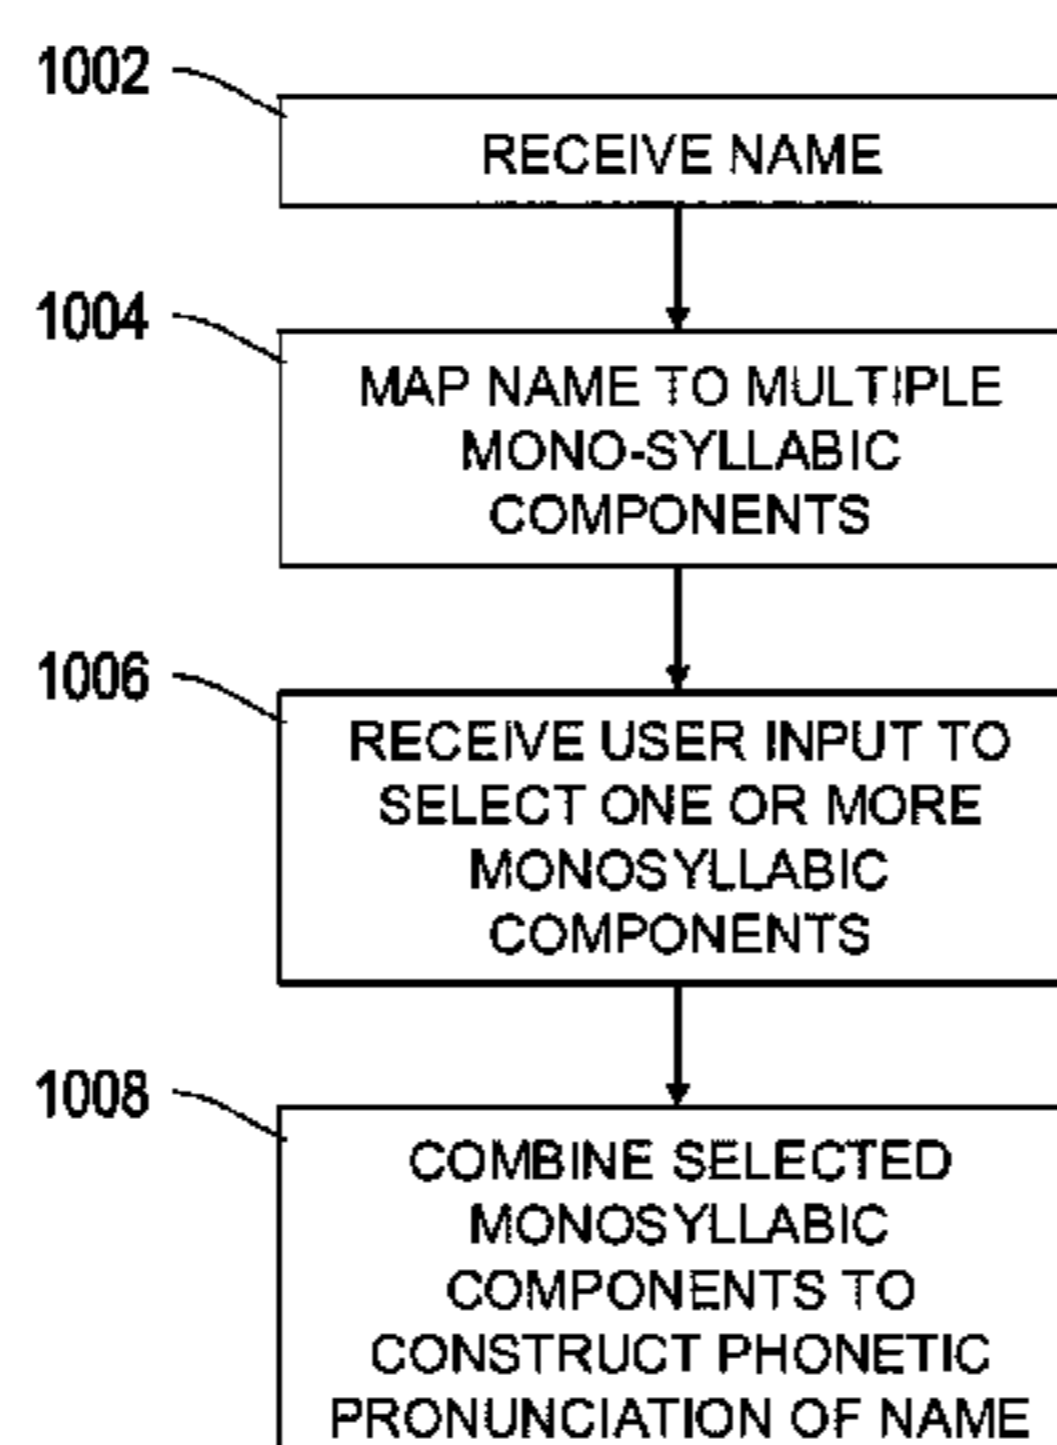 1002
RECEIVE NAME
1004
MAP NAME TO MULTIPLE
MONO-SYLLABIC
COMPONENTS
1006
RECEIVE USER INPUT TO
SELECT ONE OR MORE
MONOSYLLABIC
COMPONENTS
1008
COMBINE SELECTED
MONOSYLLABIC
COMPONENTS TO
CONSTRUCT PHONETIC
PRONUNCIATION OF NAME